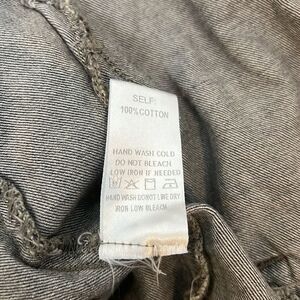 SELF:
100%COTTON
HAND WASH COLD
DO NOT BLEACH
LOW IRON IF NEEDED
HAND WASH DO NOT LINE DRY
IRON LOW BLEACH